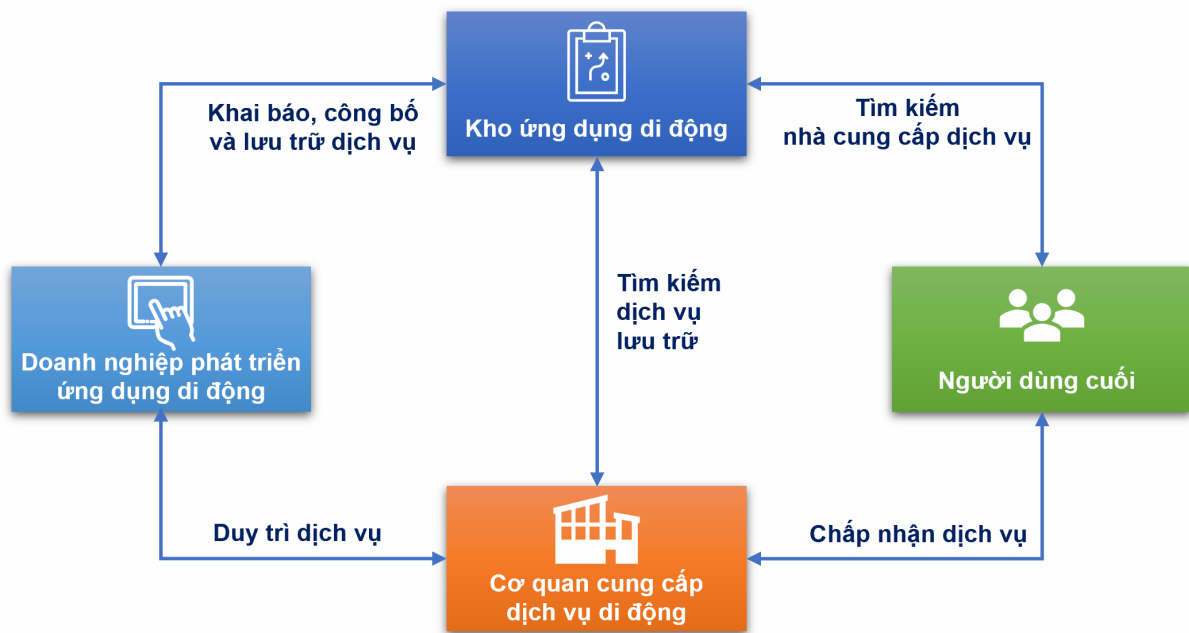 Kho ứng dụng di động
Khai báo, công bố
và lưu trữ dịch vụ
Tìm kiếm
nhà cung cấp dịch vụ
Tìm kiếm
dịch vụ
lưu trữ
Doanh nghiệp phát triển
ứng dụng di động
Người dùng cuối
Duy trì dịch vụ
Chấp nhận dịch vụ
Cơ quan cung cấp
dịch vụ di động